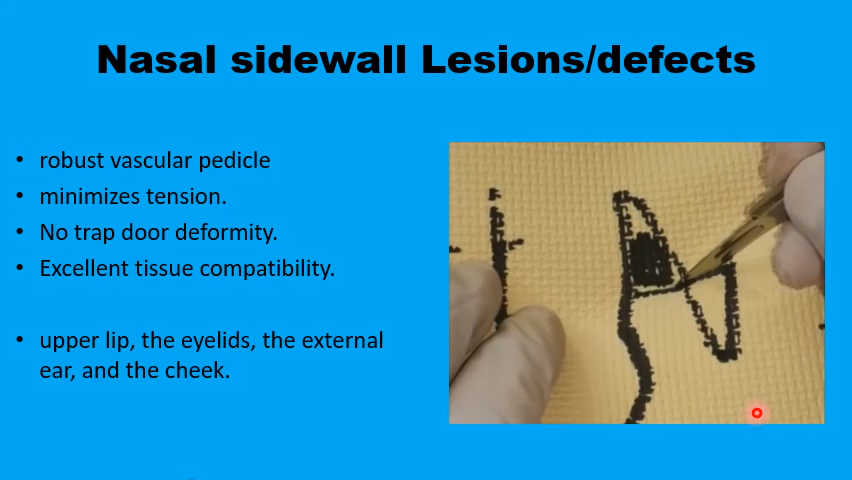 Nasal sidewall Lesions/defects
• robust vascular pedicle
• minimizes tension.
• No trap door deformity.
• Excellent tissue compatibility.
• upper lip, the eyelids, the external
ear, and the cheek.